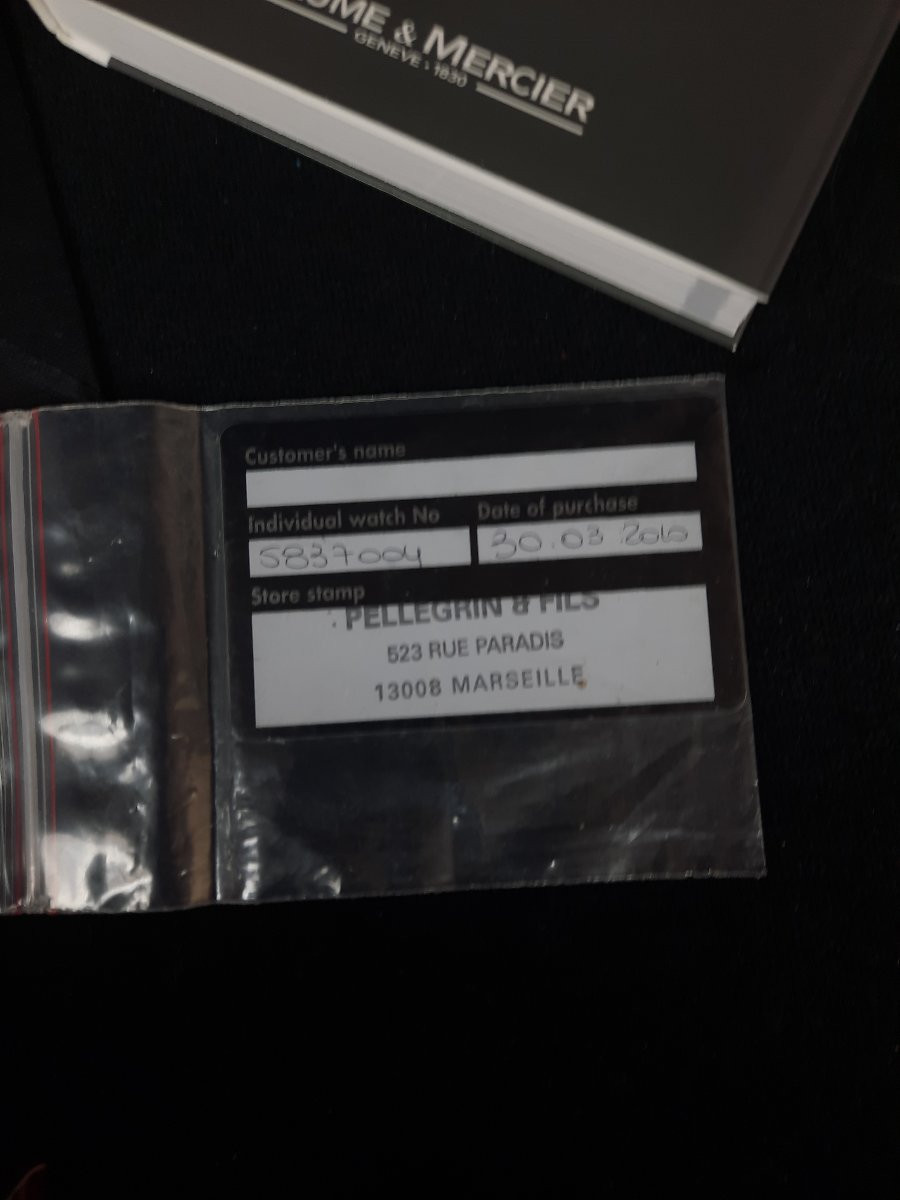 & MERCIER
GENEVE · 1830
Customer's name
Individual watch No
Date of purchase
5837004
30.03.2010
Store stamp
PELLEGRIN & FILS
523 RUE PARADIS
13008 MARSEILLE